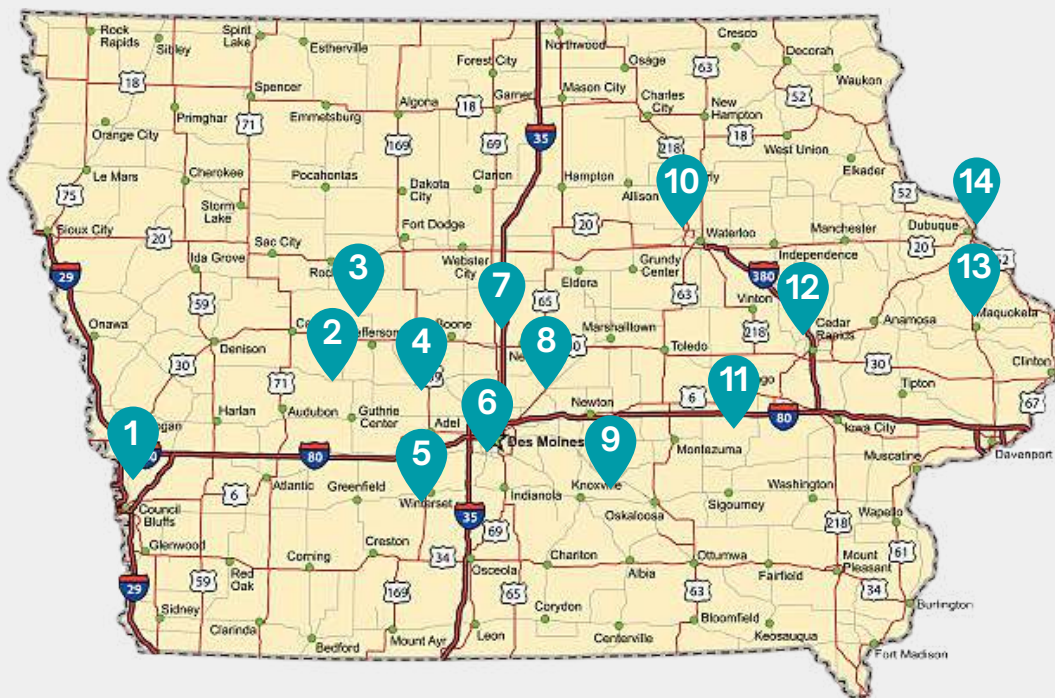 Rock
Rapids
Sibley
Spirit
Lake
Estherville
Northwood
Cresco
Decorah
Waukon
Osage
Forest City
Mason City
Charles
City
New
Hampton
West Union
Elkader
Spencer
Primghar
Emmetsburg
Algona
Garner
Orange City
Le Mars
Cherokee
Storm
Lake
Pocahontas
Dakota
City
Clarion
Hampton
Allison
Sioux City
Sac City
Ida Grove
Fort Dodge
Webster
City
Eldora
Grundy
Center
Waterloo
Independence
Manchester
Dubuque
Onawa
Denison
Marshalltown
Toledo
Vinton
Cedar
Rapids
Anamosa
Maquoketa
Clinton
Tipton
Harlan
Audubon
Guthrie
Center
Adel
Newton
Des Moines
Montezuma
Iowa City
Davenport
Muscatine
Council
Bluffs
Atlantic
Greenfield
Winterset
Indianola
Knoxville
Oskaloosa
Sigourney
Washington
Wapello
Glenwood
Red
Oak
Corning
Creston
Osceola
Chariton
Albia
Ottumwa
Fairfield
Mount
Pleasant
Burlington
Sidney
Clarinda
Bedford
Mount Ayr
Leon
Corydon
Centerville
Bloomfield
Keosauqua
Fort Madison
18
71
169
18
69
35
218
63
18
52
52
75
20
29
59
30
71
20
65
63
380
218
20
30
67
6
80
80
6
59
29
34
169
35
69
65
63
218
61
34
1
2
3
4
5
6
7
8
9
10
11
12
13
14